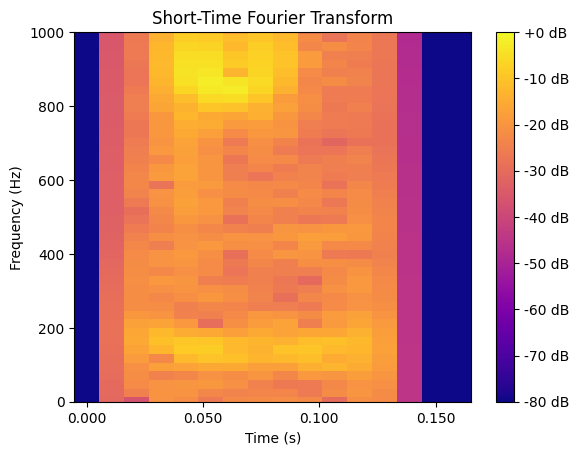 Short-Time Fourier Transform
1000
800
600
400
200
0
Frequency (Hz)
0.000
0.050
0.100
0.150
Time (s)
+0 dB
-10 dB
-20 dB
-30 dB
-40 dB
-50 dB
-60 dB
-70 dB
-80 dB